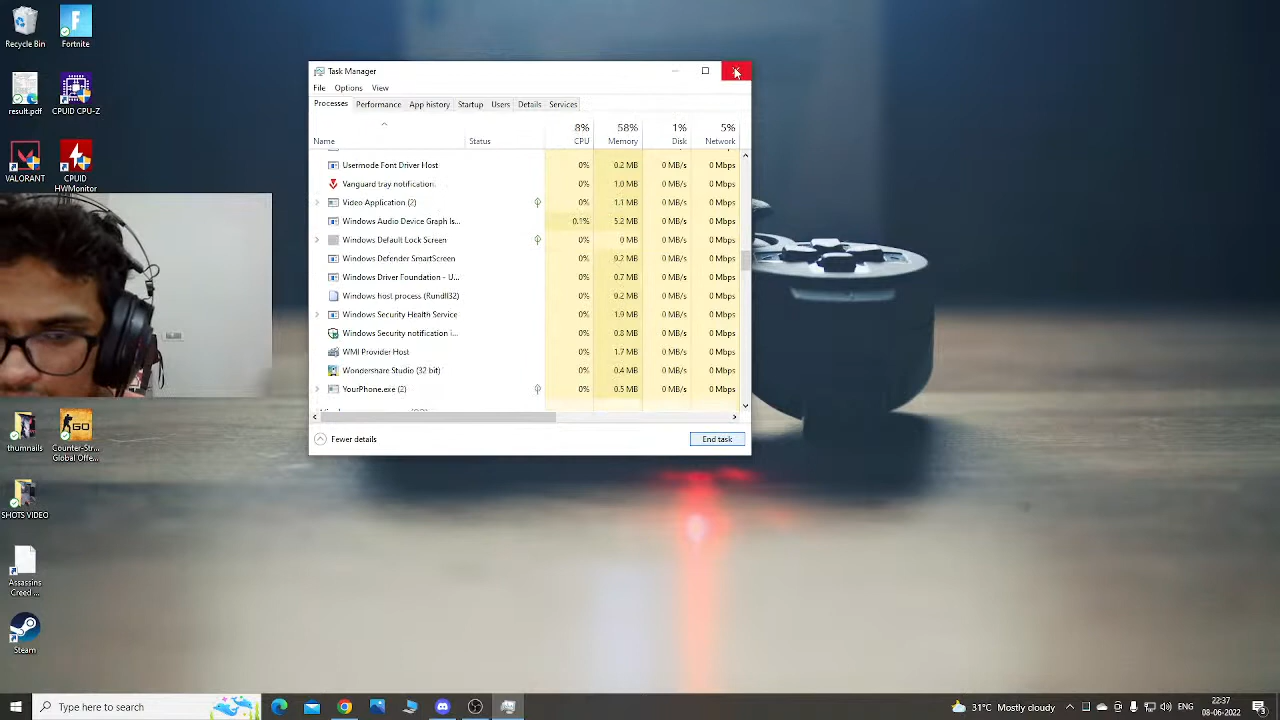 Recycle Bin
Fornite
result.pdf
CPUID CPU-Z
VALORANT
CPUID HWMonitor
Thumnails
Counter-Str... Global Offe...
SHOTS VIDEO
Assassins Creed ...
Steam
Task Manager
File Options View
Processes Performance App history Startup Users Details Services
8% 58% 1% 5%
Name Status CPU Memory Disk Network
Usermode Font Driver Host 0% 0.2 MB 0 MB/s 0 Mbps
Vanguard tray notification. 0% 1.0 MB 0 MB/s 0 Mbps
Video Application (2) 0% 1.1 MB 0 MB/s 0 Mbps
Windows Audio Device Graph Is... 0.1% 5.2 MB 0 MB/s 0 Mbps
Windows Default Lock Screen 0% 0 MB 0 MB/s 0 Mbps
Windows Defender SmartScreen 0% 0.2 MB 0 MB/s 0 Mbps
Windows Driver Foundation - U... 0% 0.7 MB 0 MB/s 0 Mbps
Windows host process (Rundll32) 0% 0.2 MB 0 MB/s 0 Mbps
Windows Security Health Service 0% 1.9 MB 0 MB/s 0 Mbps
Windows Security notification i... 0% 0.8 MB 0 MB/s 0 Mbps
WMI Provider Host 0% 1.7 MB 0 MB/s 0 Mbps
Wondershare Studio (32 bit) 0% 0.4 MB 0 MB/s 0 Mbps
YourPhone.exe (2) 0% 0.5 MB 0 MB/s 0 Mbps
Fewer details End task
Type here to search
31°C Mostly cloudy
22:37
08-06-2022